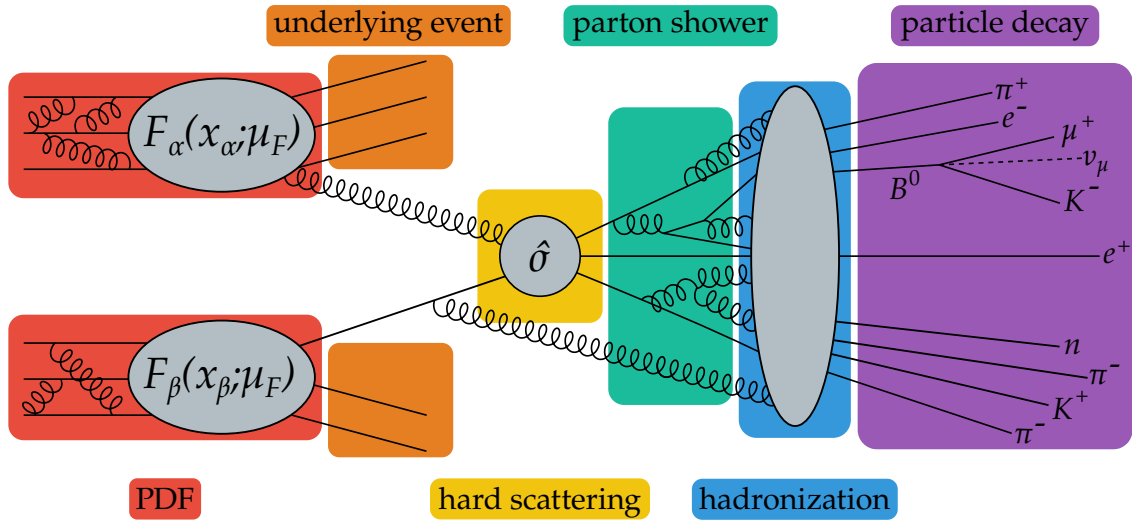 underlying event
parton shower
particle decay
F_α(x_α;μ_F)
π⁺
e⁻
μ⁺
ν_μ
B⁰
K⁻
σ̂
e⁺
F_β(x_β;μ_F)
n
π⁻
K⁺
π⁻
PDF
hard scattering
hadronization